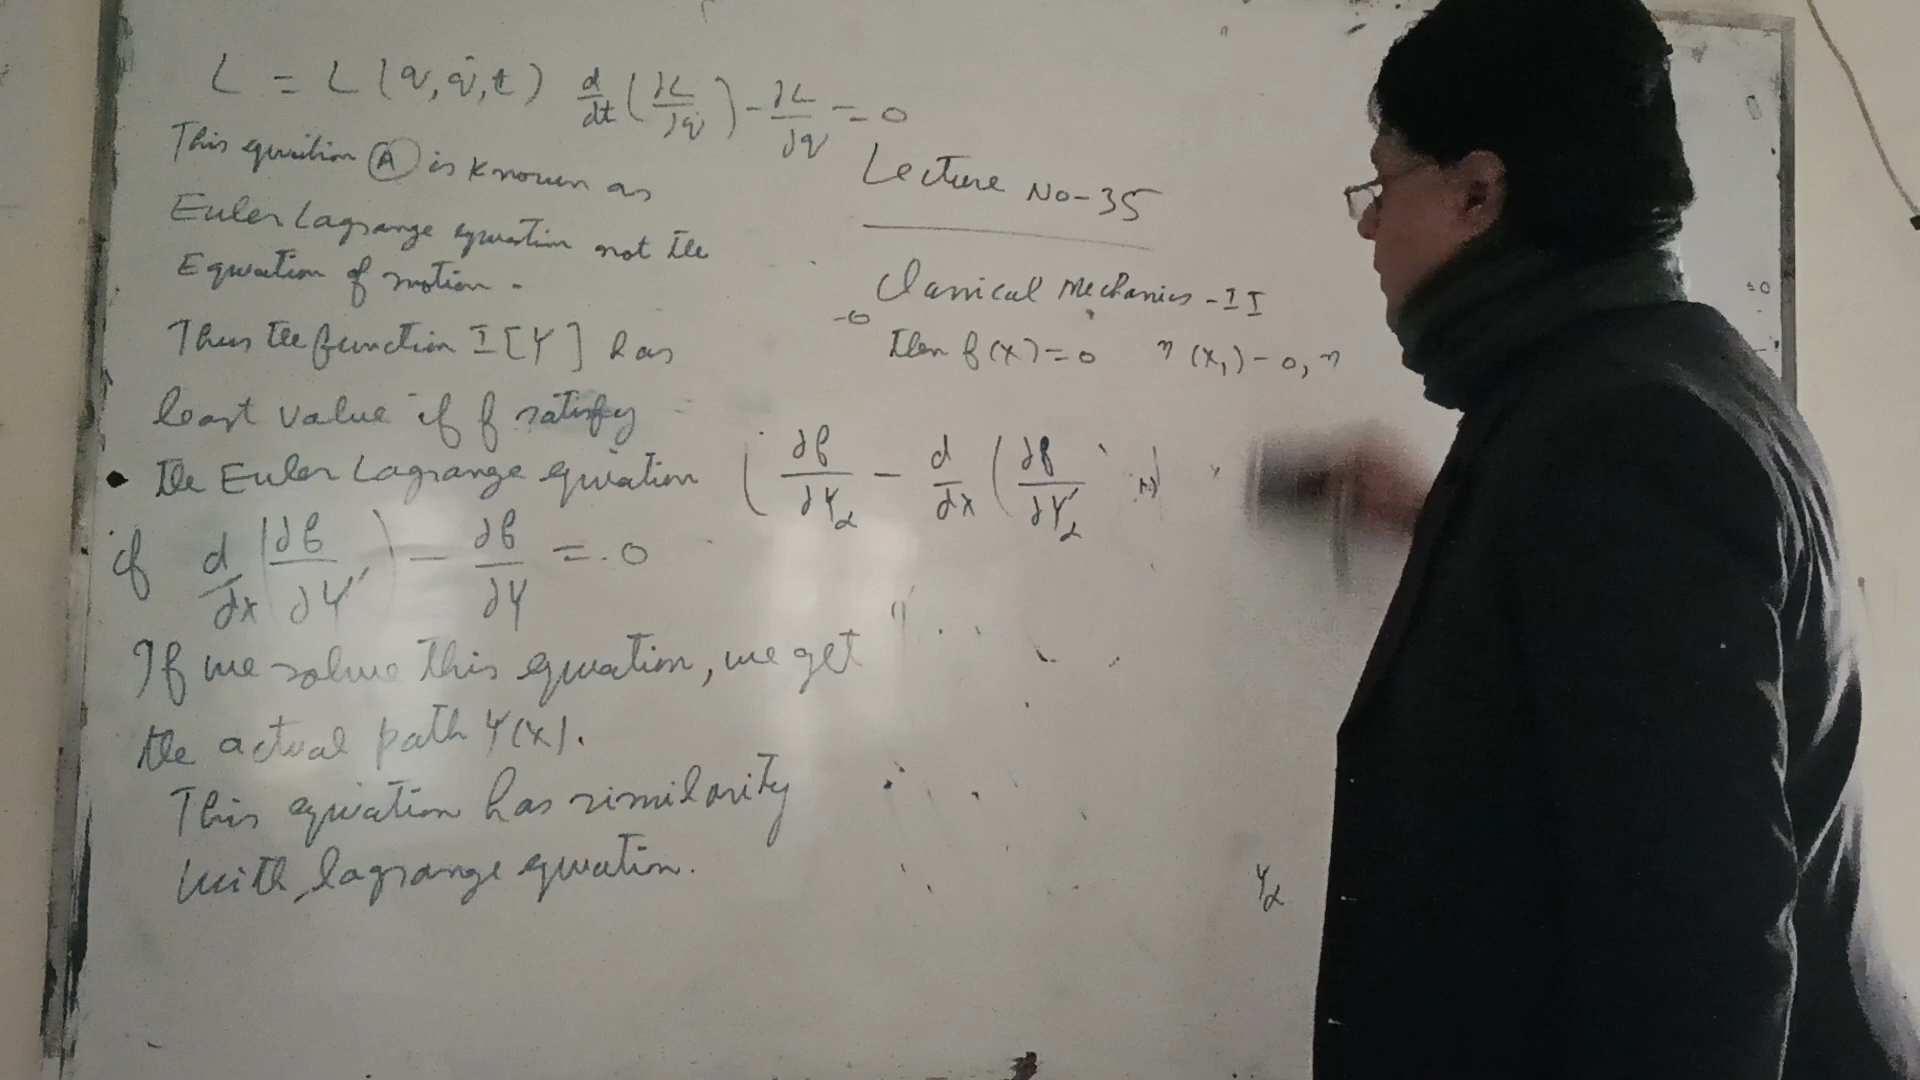 L = L(q, q̇, t) d/dt (∂L/∂q̇) - ∂L/∂q = 0
This equation Ⓐ is known as
Euler Lagrange equation not the
Equation of motion.
Thus the function I[Y] has
least value if f satisfy
• the Euler Lagrange equation
if d/dx (∂f/∂Y′) - ∂f/∂Y = 0
If we solve this equation, we get
the actual path Y(x).
This equation has similarity
with Lagrange equation.
Lecture No-35
Classical Mechanics-II
-0
then f(x) = 0 η(x₁) - 0, η
(∂f/∂Yα - d/dx (∂f/∂Y′α
Yα